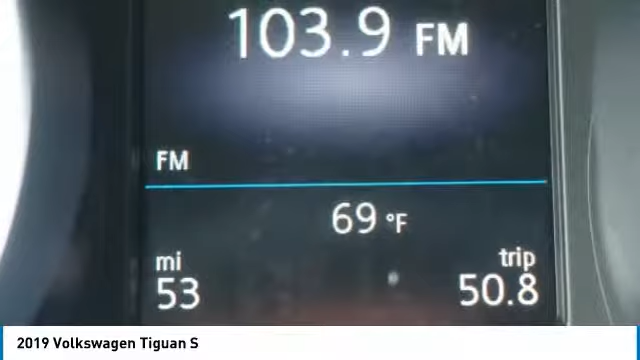 103.9 FM
FM
69 °F
mi trip
53 50.8
2019 Volkswagen Tiguan S